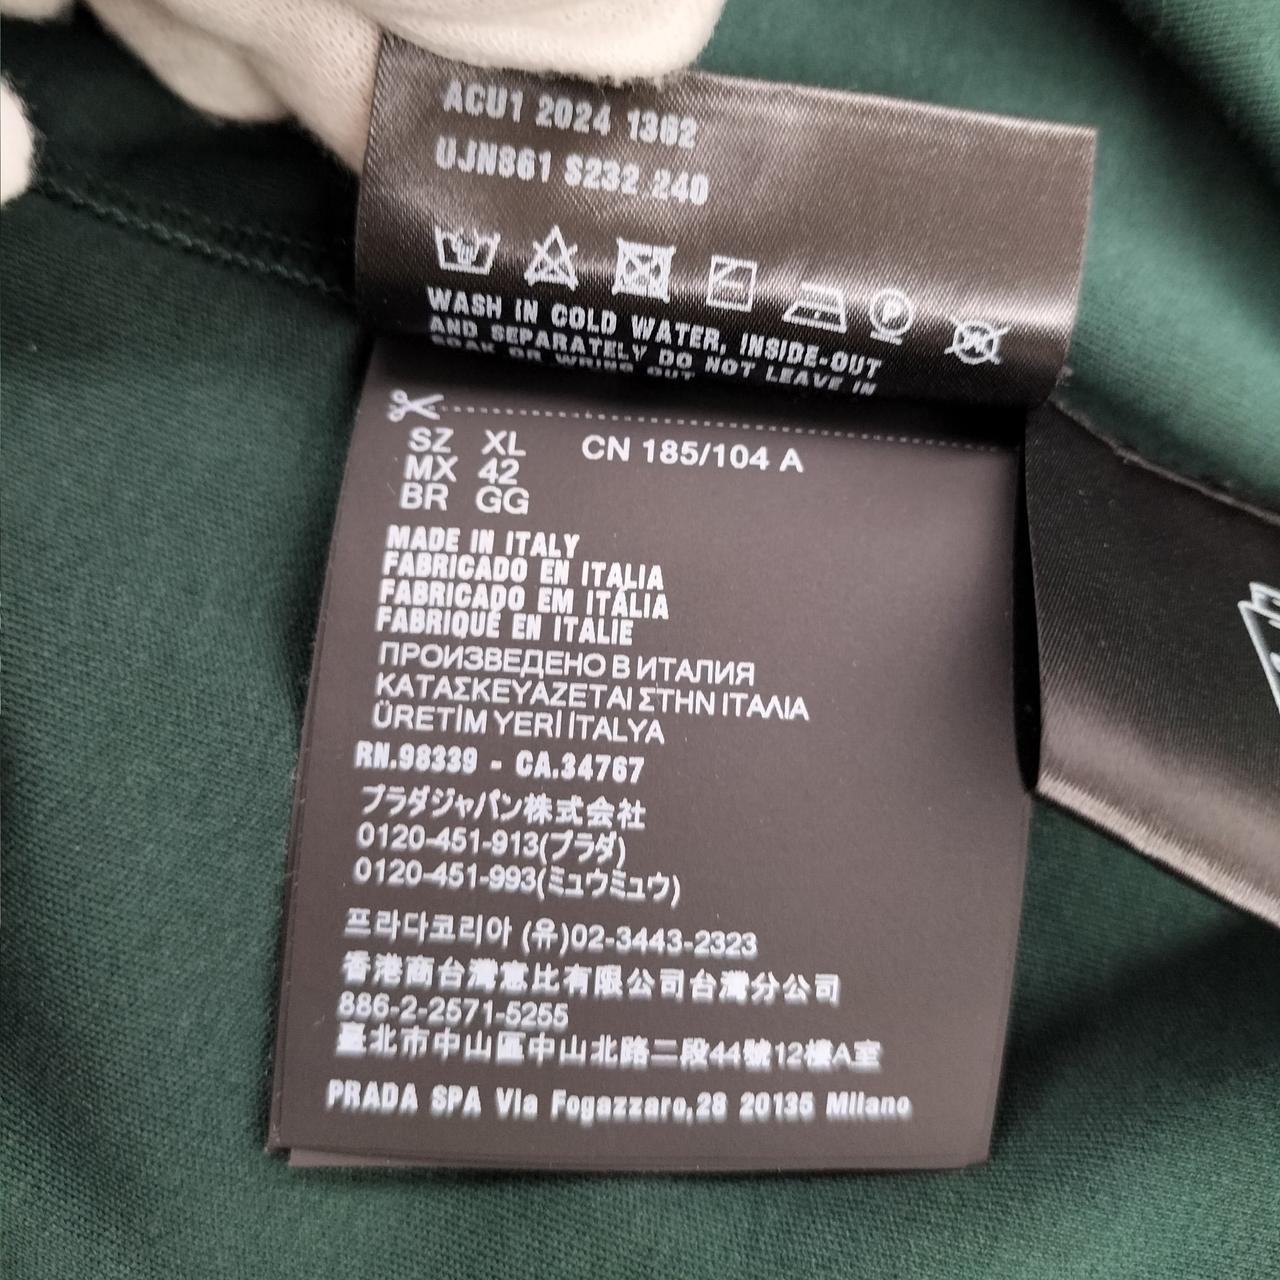 ACU1 2024 1362
UJN861 S232 240
P
WASH IN COLD WATER, INSIDE-OUT
AND SEPARATELY DO NOT LEAVE IN
SOAK OR WRING OUT
SZ XL CN 185/104 A
MX 42
BR GG
MADE IN ITALY
FABRICADO EN ITALIA
FABRICADO EM ITÁLIA
FABRIQUÉ EN ITALIE
ПРОИЗВЕДЕНО В ИТАЛИЯ
ΚΑΤΑΣΚΕΥΑΖΕΤΑΙ ΣΤΗΝ ΙΤΑΛΙΑ
ÜRETİM YERİ İTALYA
RN.98339 - CA.34767
プラダジャパン株式会社
0120-451-913(プラダ)
0120-451-993(ミュウミュウ)
프라다코리아 (유)02-3443-2323
香港商台灣意比有限公司台灣分公司
886-2-2571-5255
臺北市中山區中山北路二段44號12樓A室
PRADA SPA Via Fogazzaro,28 20135 Milano